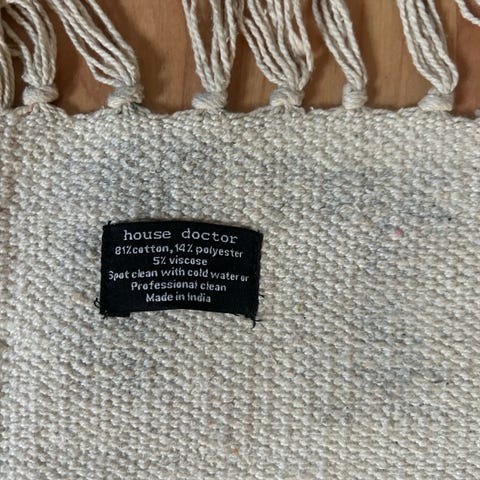 house doctor
81%cotton, 14% polyester
5% viscose
Spot clean with cold water or
Professional clean
Made in India